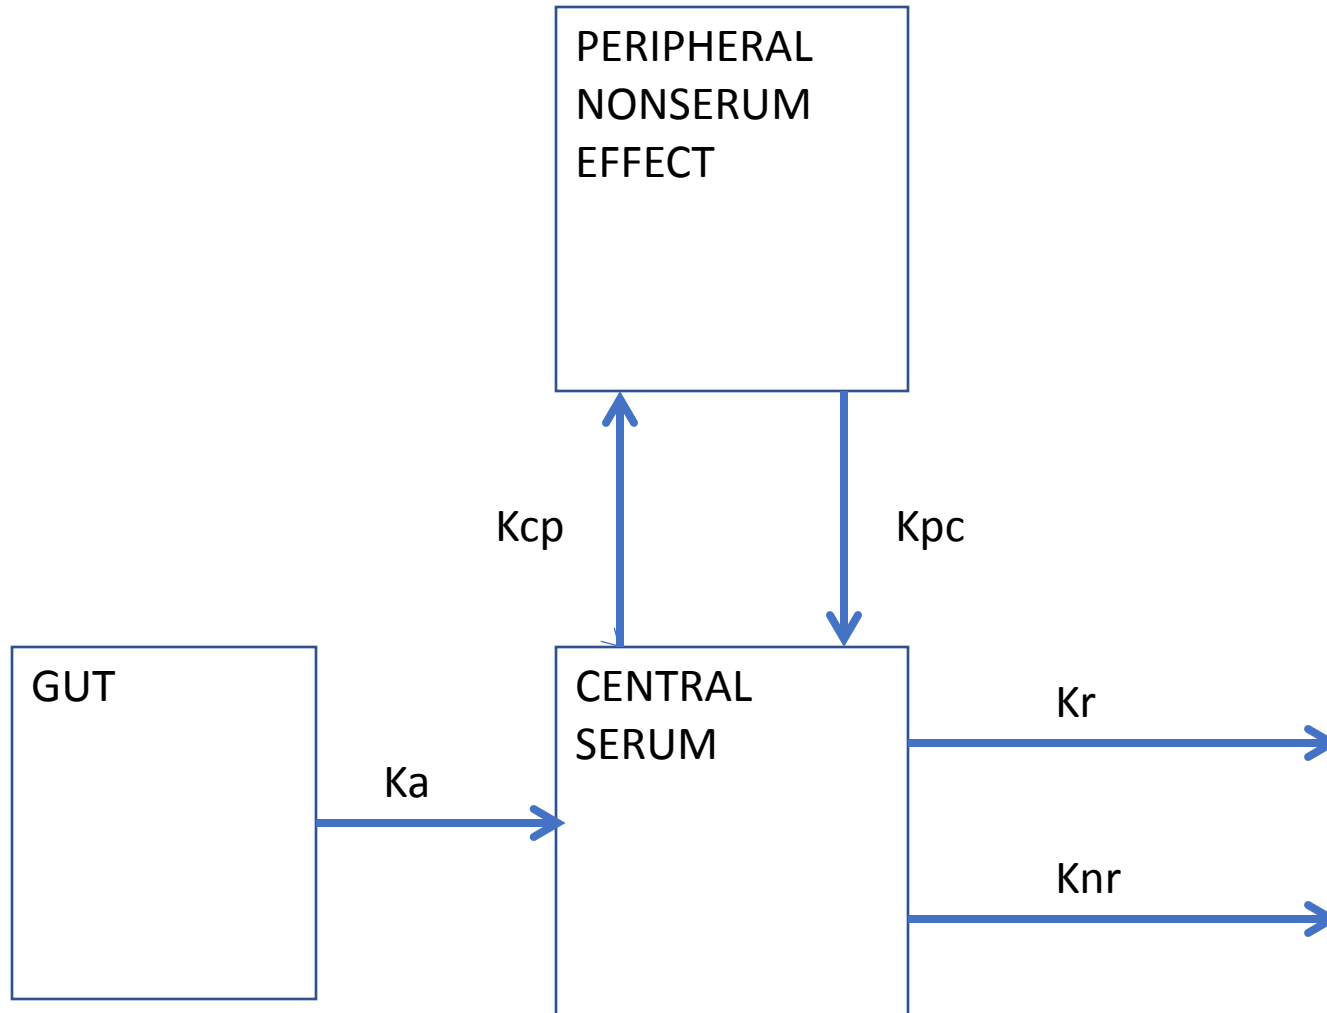 PERIPHERAL
NONSERUM
EFFECT
Kcp
Kpc
GUT
CENTRAL
SERUM
Kr
Ka
Knr